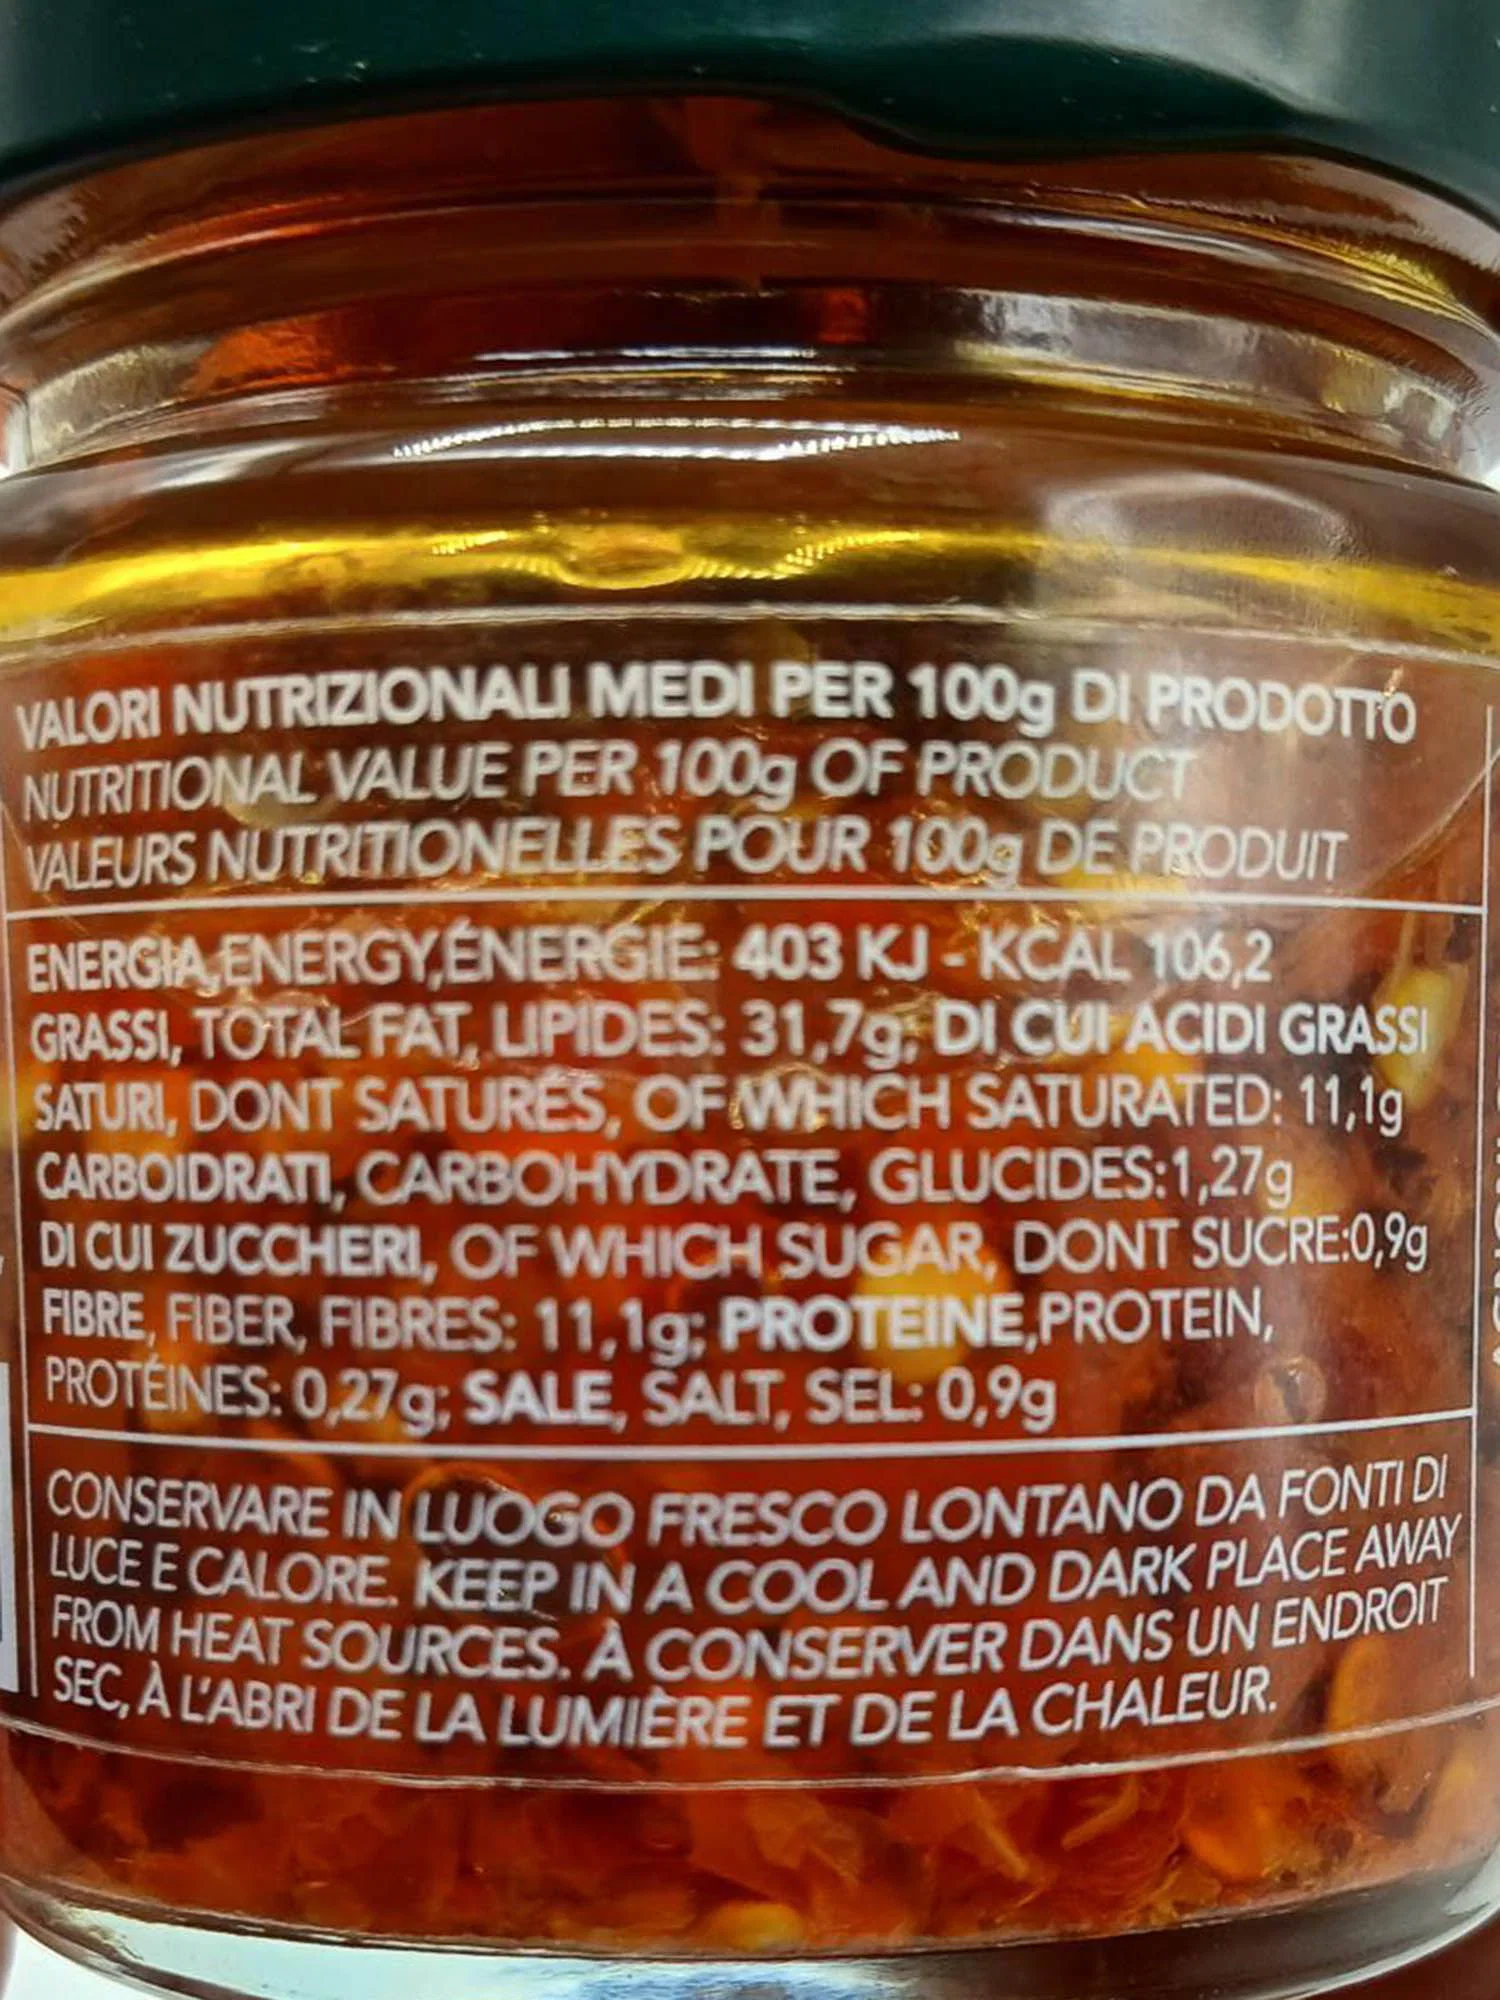 VALORI NUTRIZIONALI MEDI PER 100g DI PRODOTTO
NUTRITIONAL VALUE PER 100g OF PRODUCT
VALEURS NUTRITIONELLES POUR 100g DE PRODUIT
ENERGIA,ENERGY,ÉNERGIE: 403 KJ - KCAL 106,2
GRASSI, TOTAL FAT, LIPIDES: 31,7g; DI CUI ACIDI GRASSI
SATURI, DONT SATURÉS, OF WHICH SATURATED: 11,1g
CARBOIDRATI, CARBOHYDRATE, GLUCIDES:1,27g
DI CUI ZUCCHERI, OF WHICH SUGAR, DONT SUCRE:0,9g
FIBRE, FIBER, FIBRES: 11,1g; PROTEINE,PROTEIN,
PROTÉINES: 0,27g; SALE, SALT, SEL: 0,9g
CONSERVARE IN LUOGO FRESCO LONTANO DA FONTI DI
LUCE E CALORE. KEEP IN A COOL AND DARK PLACE AWAY
FROM HEAT SOURCES. À CONSERVER DANS UN ENDROIT
SEC, À L'ABRI DE LA LUMIÈRE ET DE LA CHALEUR.